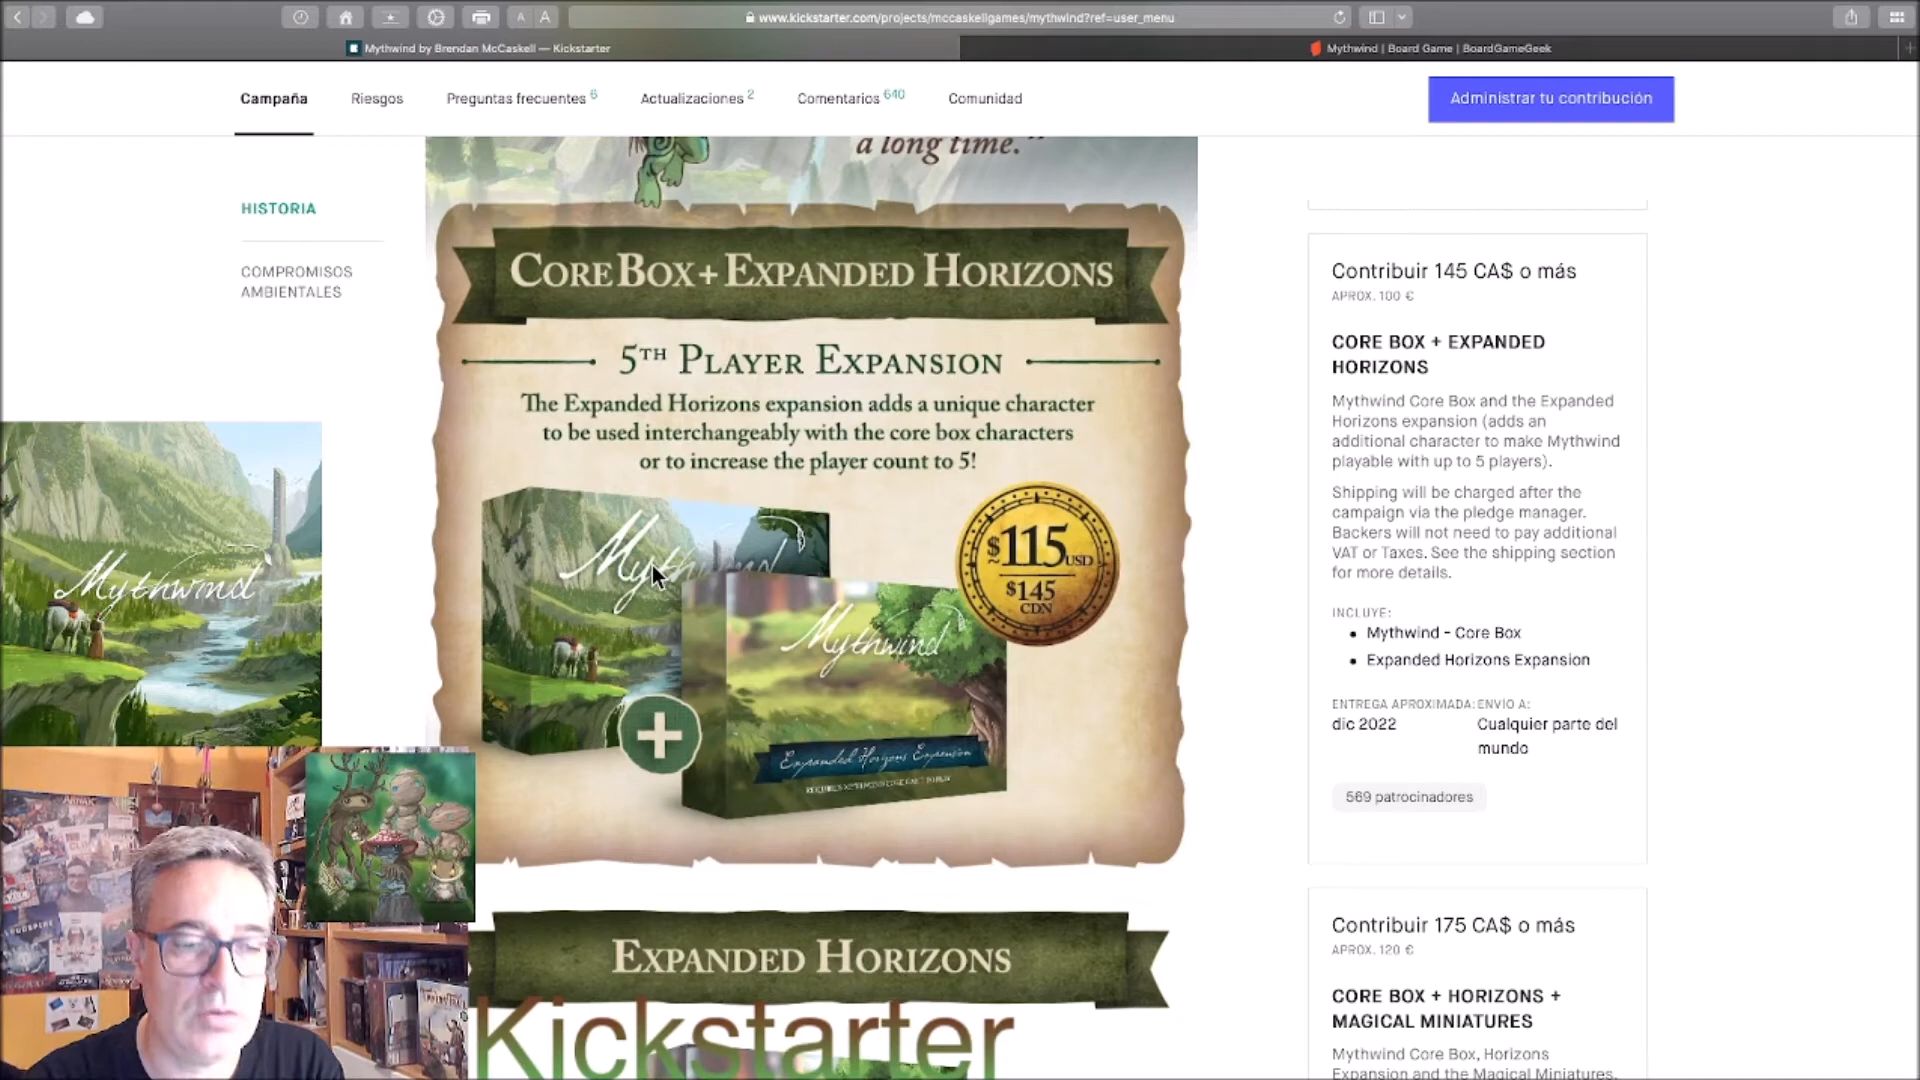 www.kickstarter.com/projects/mccaskellgames/mythwind?ref=user_menu
A A
Mythwind by Brendan McCaskell — Kickstarter
Mythwind | Board Game | BoardGameGeek
Campaña
Riesgos
Preguntas frecuentes 6
Actualizaciones 2
Comentarios 640
Comunidad
Administrar tu contribución
HISTORIA
COMPROMISOS
AMBIENTALES
a long time."
CORE BOX + EXPANDED HORIZONS
5TH PLAYER EXPANSION
The Expanded Horizons expansion adds a unique character
to be used interchangeably with the core box characters
or to increase the player count to 5!
Mythwind
~$115 USD
$145
CDN
Mythwind
Expanded Horizons Expansion
Mythwind
EXPANDED HORIZONS
Kickstarter
Contribuir 145 CA$ o más
APROX. 100 €
CORE BOX + EXPANDED
HORIZONS
Mythwind Core Box and the Expanded
Horizons expansion (adds an
additional character to make Mythwind
playable with up to 5 players).
Shipping will be charged after the
campaign via the pledge manager.
Backers will not need to pay additional
VAT or Taxes. See the shipping section
for more details.
INCLUYE:
• Mythwind - Core Box
• Expanded Horizons Expansion
ENTREGA APROXIMADA: ENVÍO A:
dic 2022 Cualquier parte del
mundo
569 patrocinadores
Contribuir 175 CA$ o más
APROX. 120 €
CORE BOX + HORIZONS +
MAGICAL MINIATURES
Mythwind Core Box, Horizons
Expansion and the Magical Miniatures.